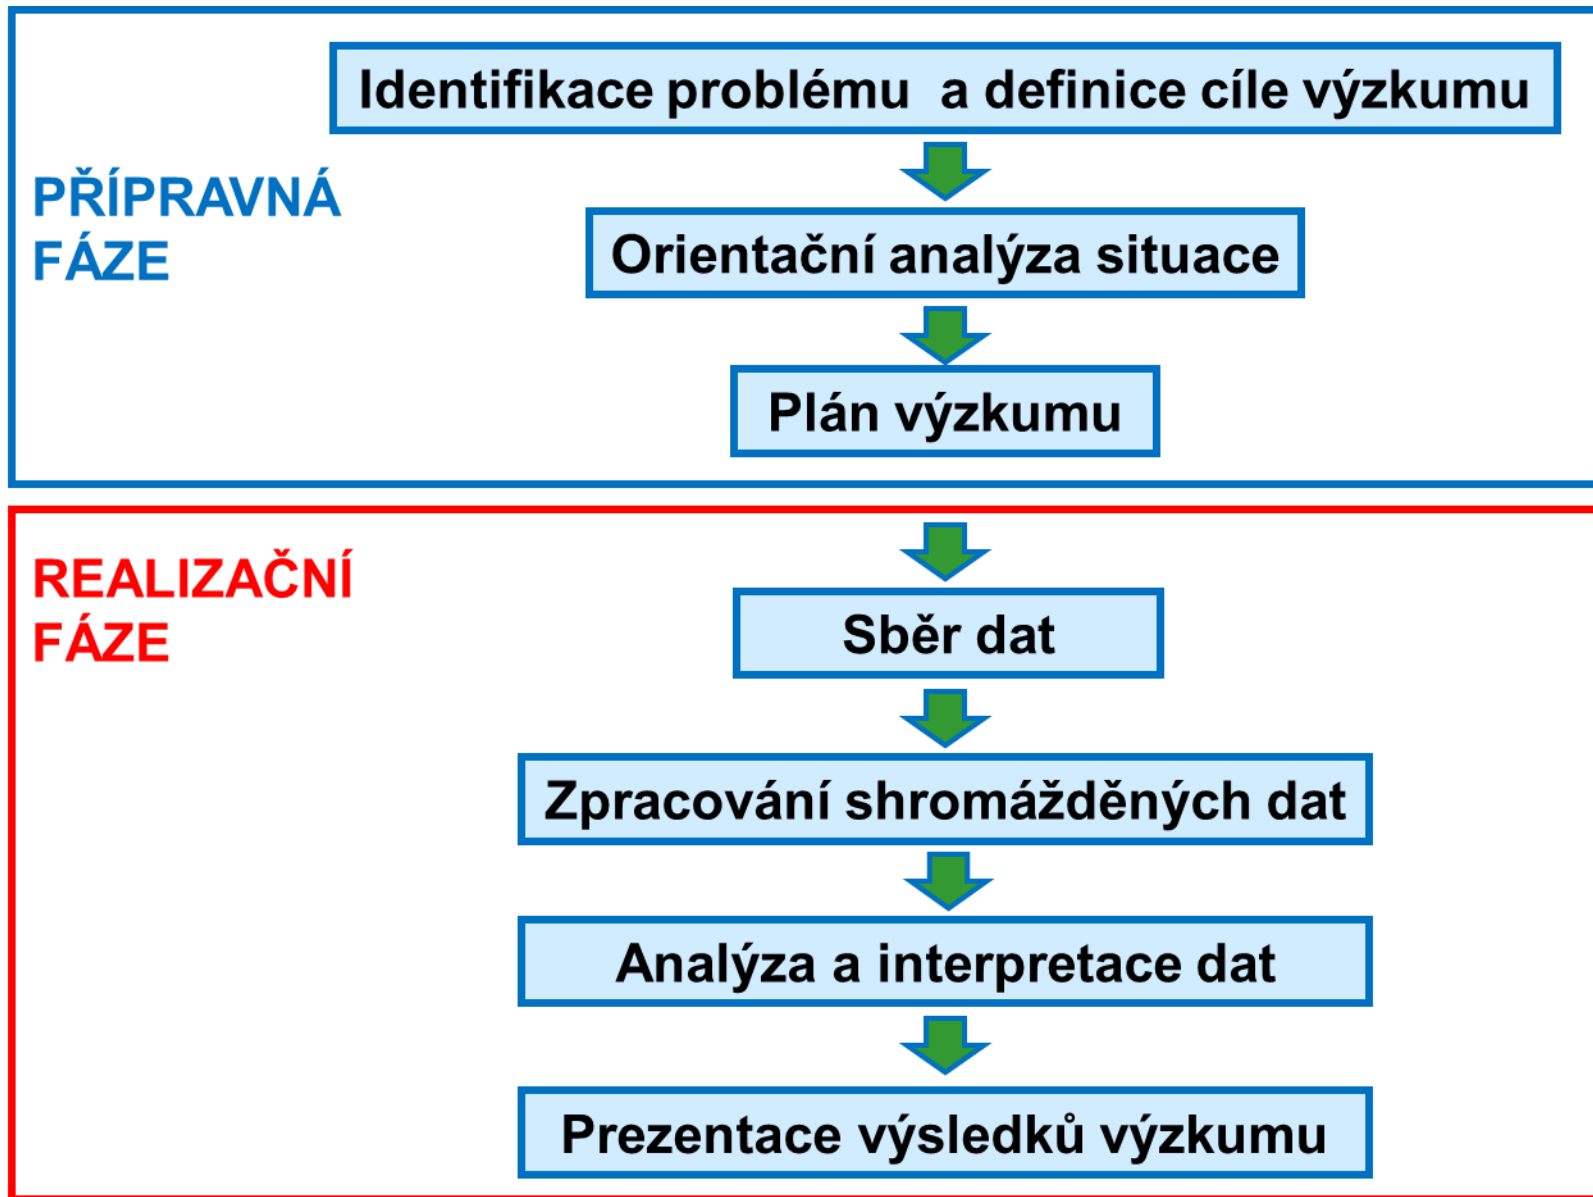 Identifikace problému  a definice cíle výzkumu
PŘÍPRAVNÁ
FÁZE
Orientační analýza situace
Plán výzkumu
REALIZAČNÍ
FÁZE
Sběr dat
Zpracování shromážděných dat
Analýza a interpretace dat
Prezentace výsledků výzkumu